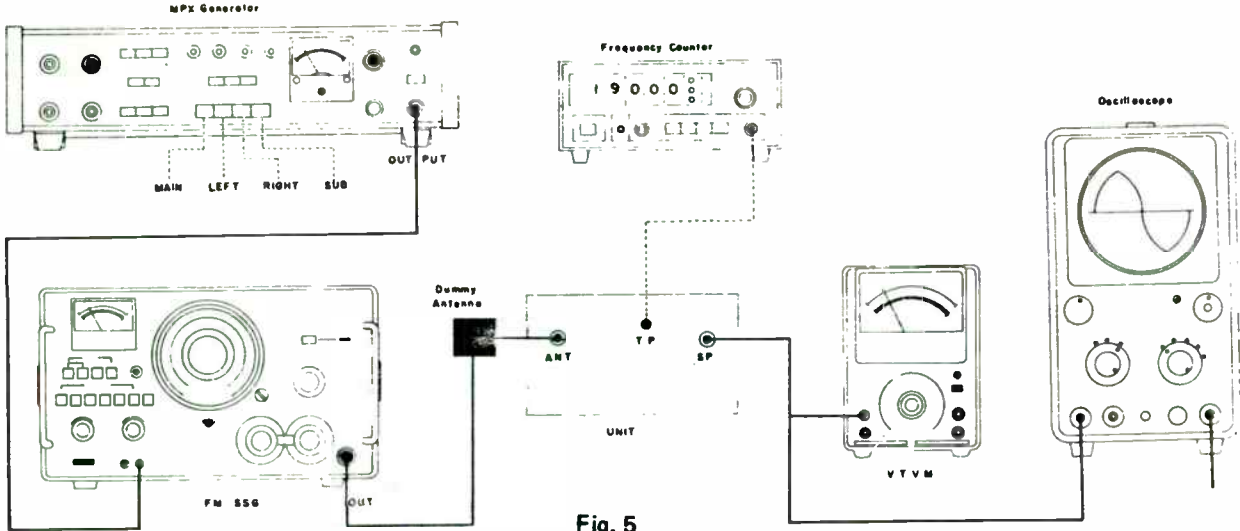 MPX Generator
Frequency Counter
19000
Oscilloscope
OUT PUT
MAIN LEFT RIGHT SUB
Dummy
Antenna
ANT
TP
SP
UNIT
VTVM
FM SSG
OUT
Fig. 5